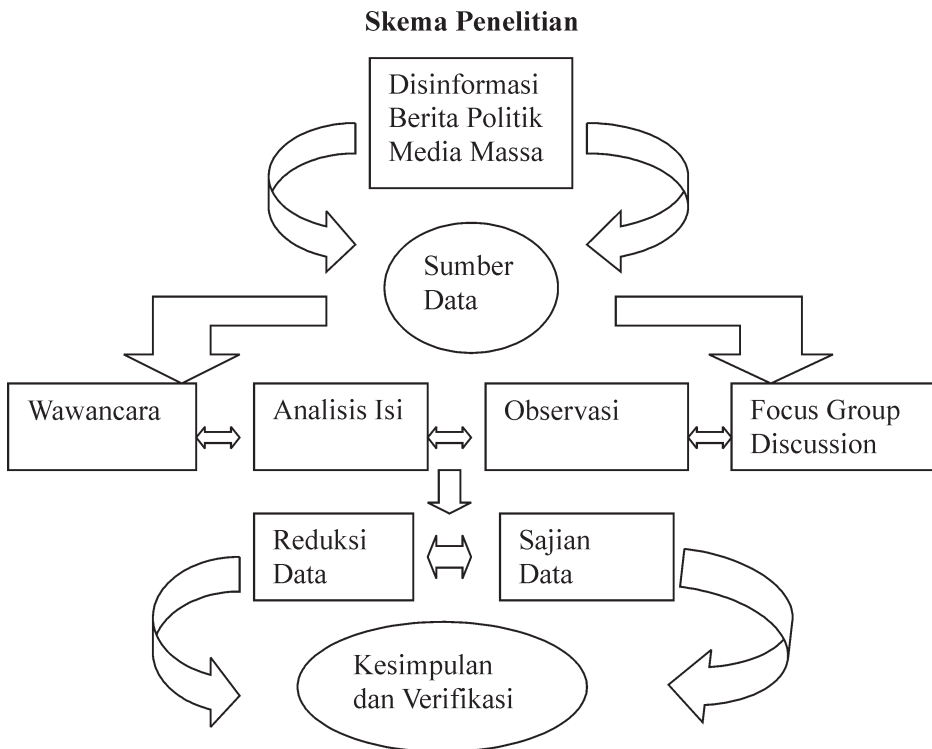 Skema Penelitian
Disinformasi
Berita Politik
Media Massa
Sumber
Data
Wawancara
Analisis Isi
Observasi
Focus Group
Discussion
Reduksi
Data
Sajian
Data
Kesimpulan
dan Verifikasi